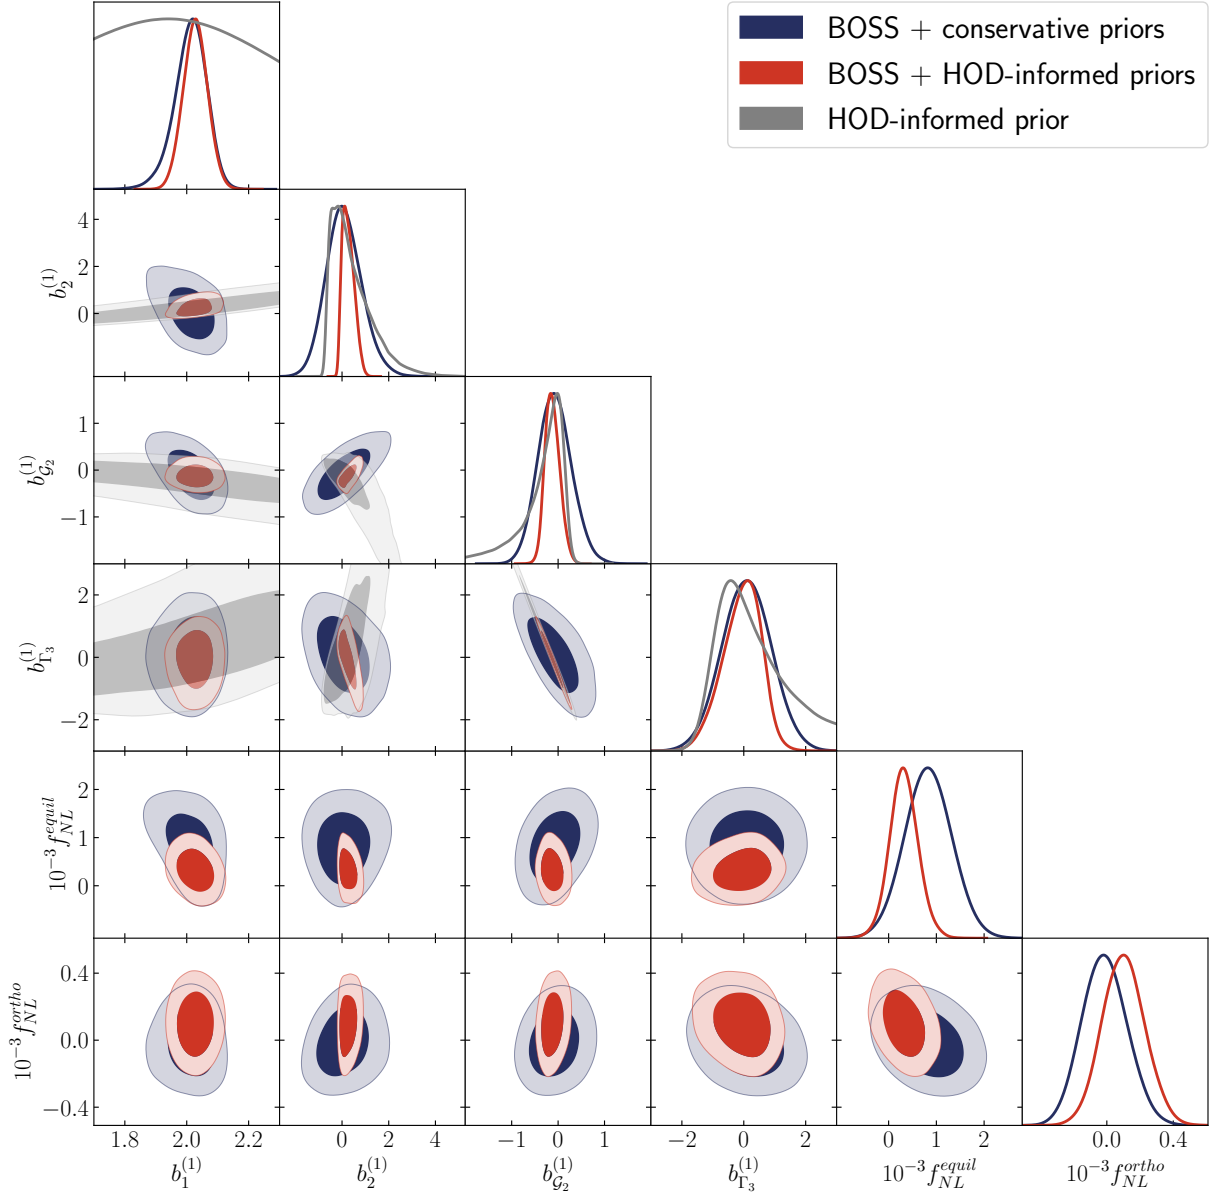 BOSS + conservative priors
BOSS + HOD-informed priors
HOD-informed prior
4
2
0
b_2^{(1)}
1
0
−1
b_{\mathcal{G}_2}^{(1)}
2
0
−2
b_{\Gamma_3}^{(1)}
2
1
0
10^{-3} f_{NL}^{equil}
0.4
0.0
−0.4
10^{-3} f_{NL}^{ortho}
1.8 2.0 2.2 0 2 4 −1 0 1 −2 0 2 0 1 2 0.0 0.4
b_1^{(1)} b_2^{(1)} b_{\mathcal{G}_2}^{(1)} b_{\Gamma_3}^{(1)} 10^{-3} f_{NL}^{equil} 10^{-3} f_{NL}^{ortho}